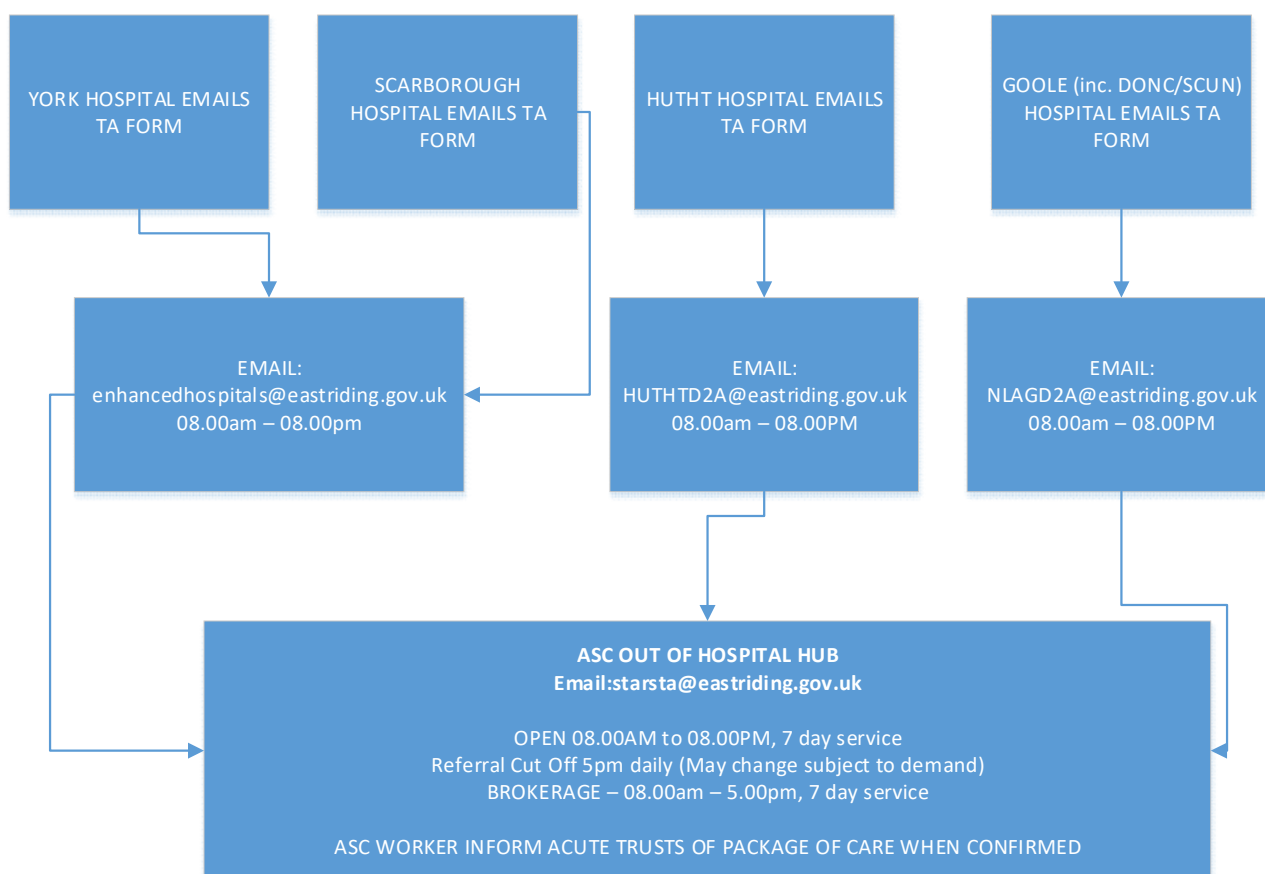 YORK HOSPITAL EMAILS
TA FORM
SCARBOROUGH
HOSPITAL EMAILS TA
FORM
HUTHT HOSPITAL EMAILS
TA FORM
GOOLE (inc. DONC/SCUN)
HOSPITAL EMAILS TA
FORM
EMAIL:
enhancedhospitals@eastriding.gov.uk
08.00am – 08.00pm
EMAIL:
HUTHTD2A@eastriding.gov.uk
08.00am – 08.00PM
EMAIL:
NLAGD2A@eastriding.gov.uk
08.00am – 08.00PM
ASC OUT OF HOSPITAL HUB
Email:starsta@eastriding.gov.uk
OPEN 08.00AM to 08.00PM, 7 day service
Referral Cut Off 5pm daily (May change subject to demand)
BROKERAGE – 08.00am – 5.00pm, 7 day service
ASC WORKER INFORM ACUTE TRUSTS OF PACKAGE OF CARE WHEN CONFIRMED